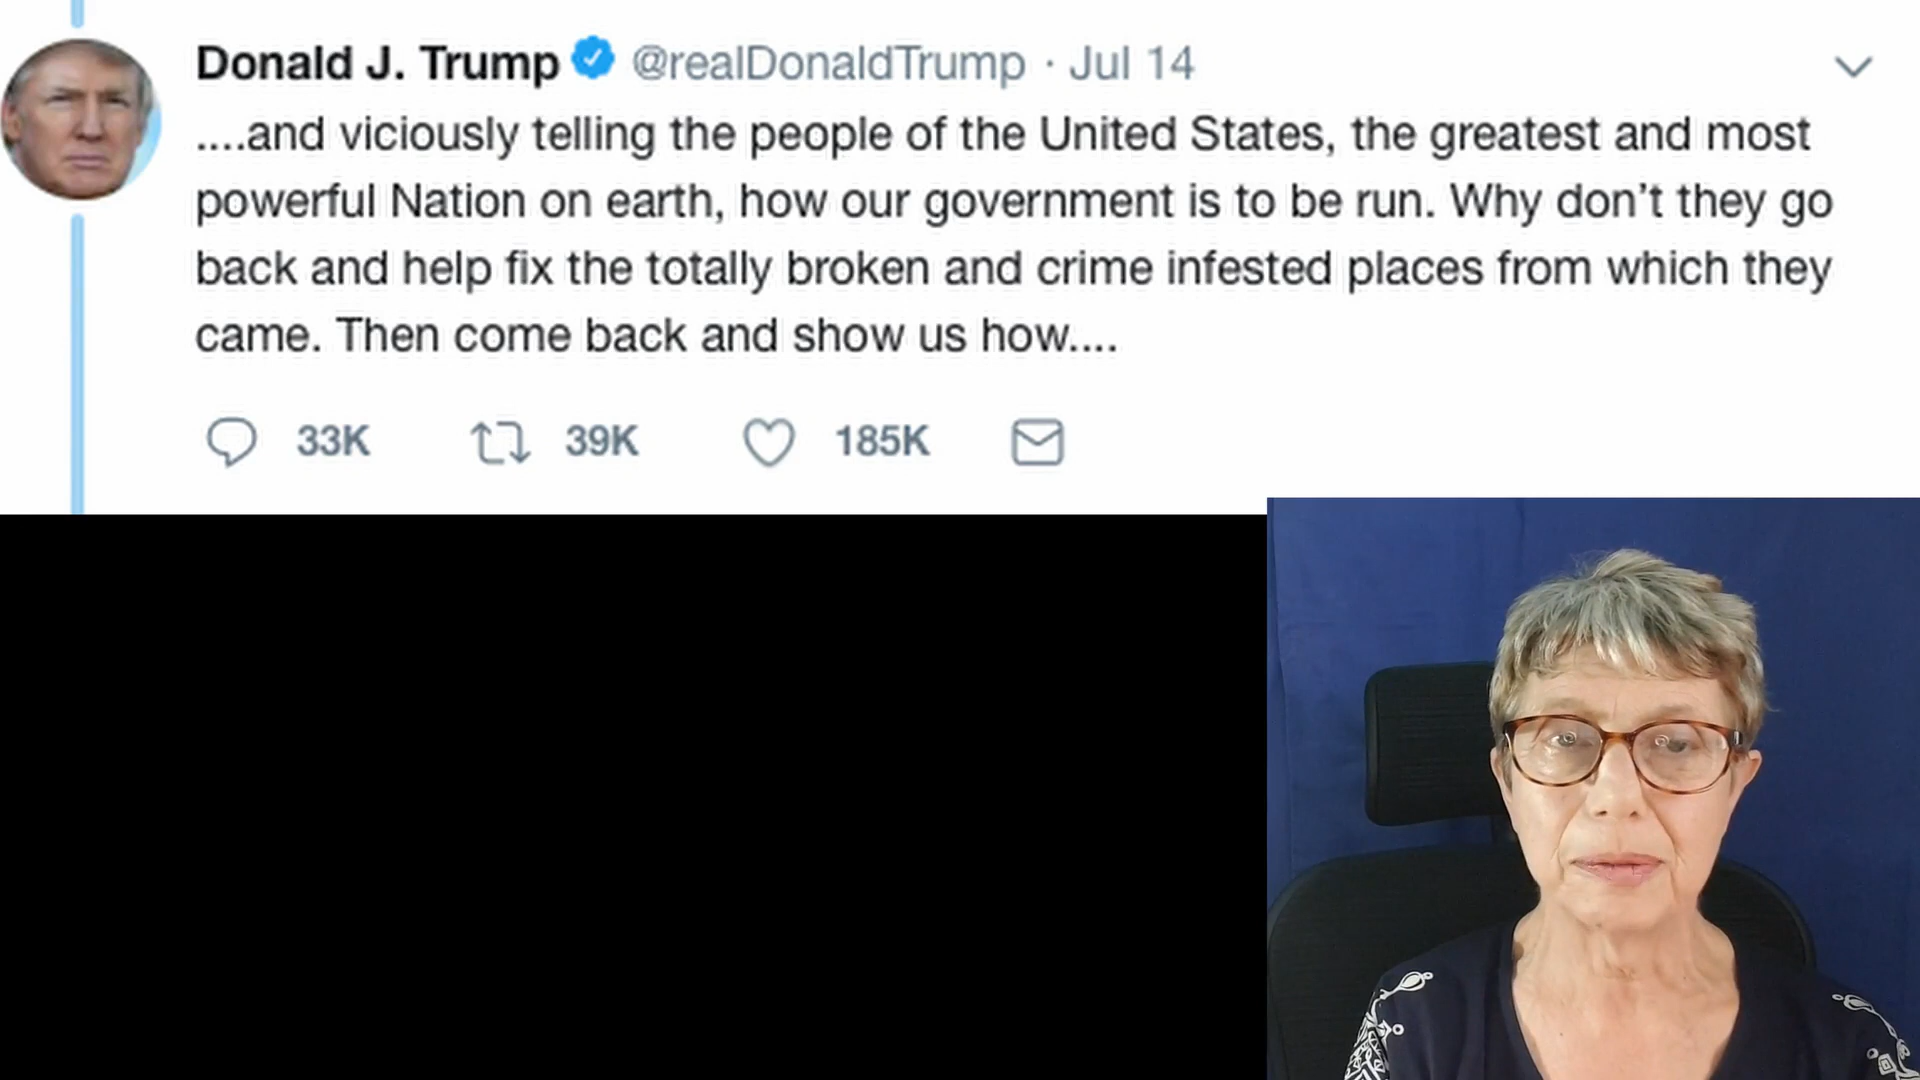 Donald J. Trump @realDonaldTrump · Jul 14
....and viciously telling the people of the United States, the greatest and most
powerful Nation on earth, how our government is to be run. Why don’t they go
back and help fix the totally broken and crime infested places from which they
came. Then come back and show us how....
33K 39K 185K